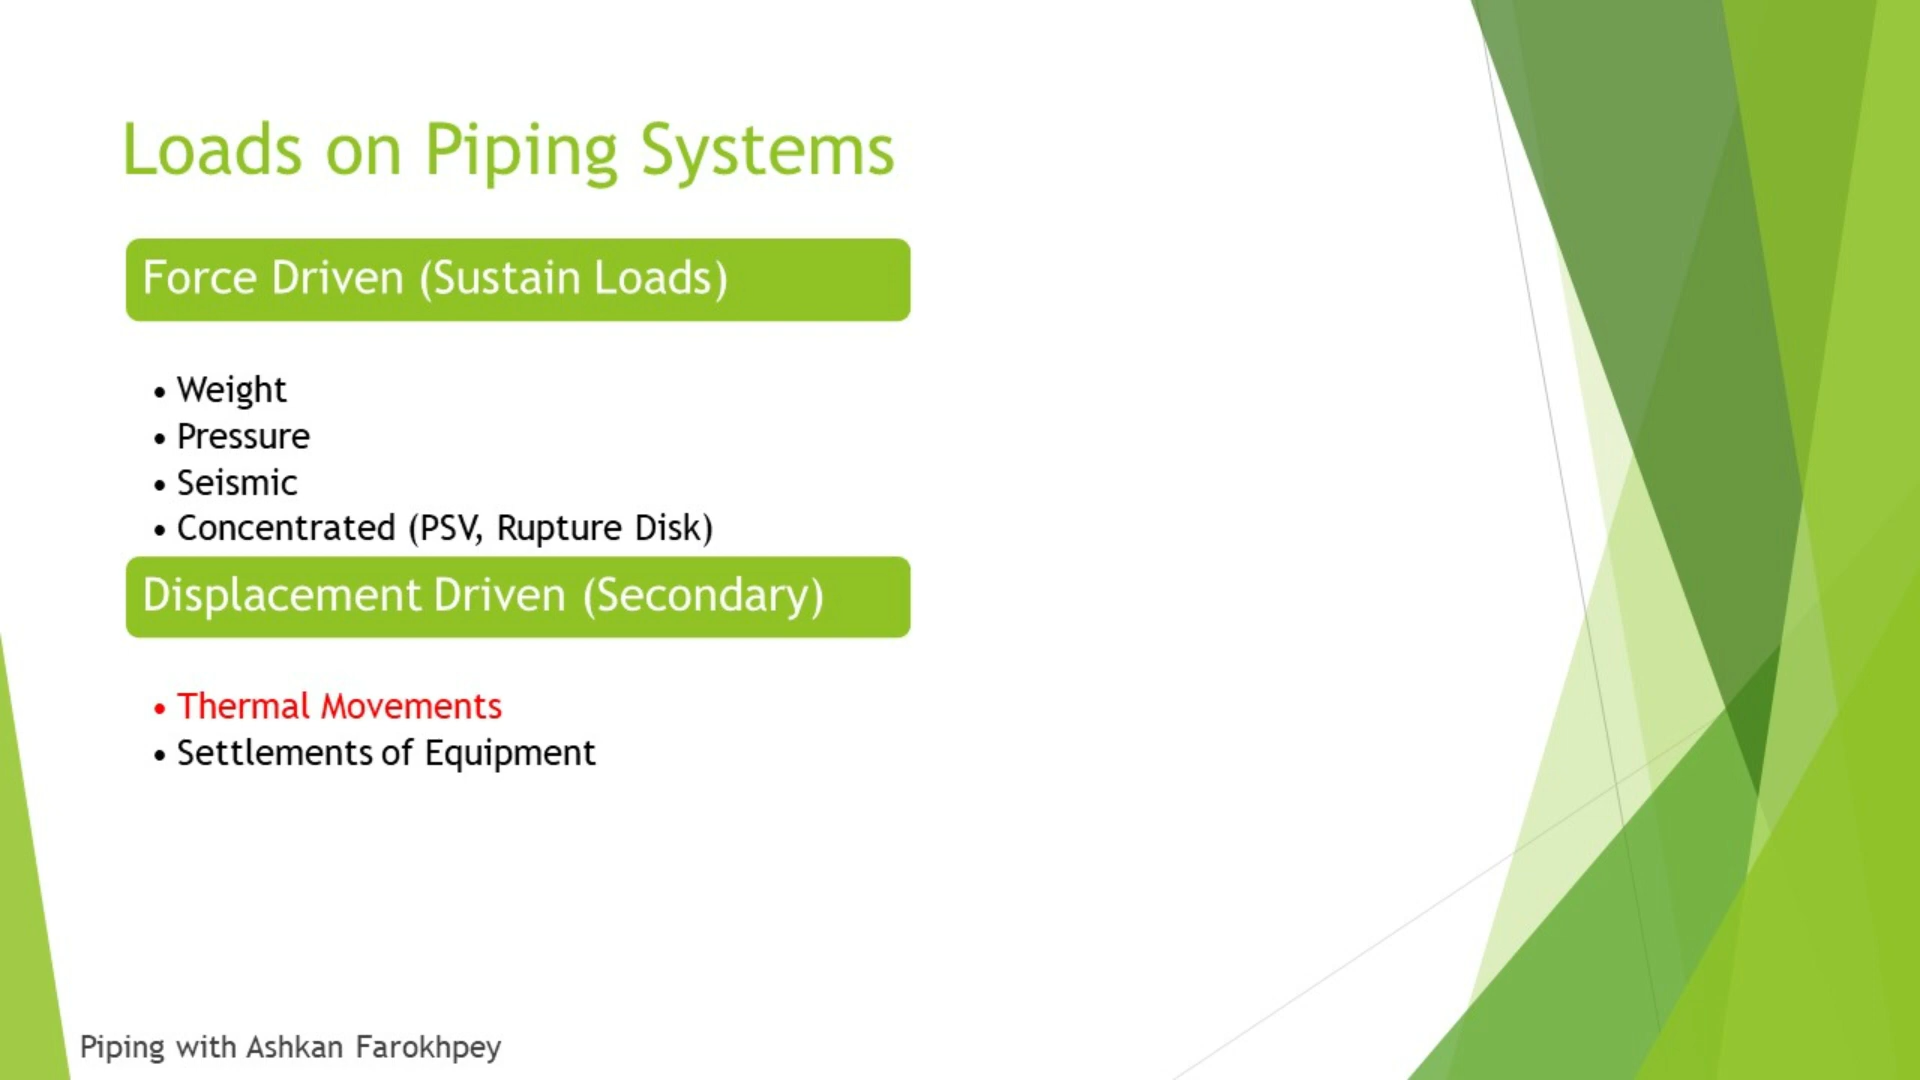 Loads on Piping Systems
Force Driven (Sustain Loads)
• Weight
• Pressure
• Seismic
• Concentrated (PSV, Rupture Disk)
Displacement Driven (Secondary)
• Thermal Movements
• Settlements of Equipment
Piping with Ashkan Farokhpey